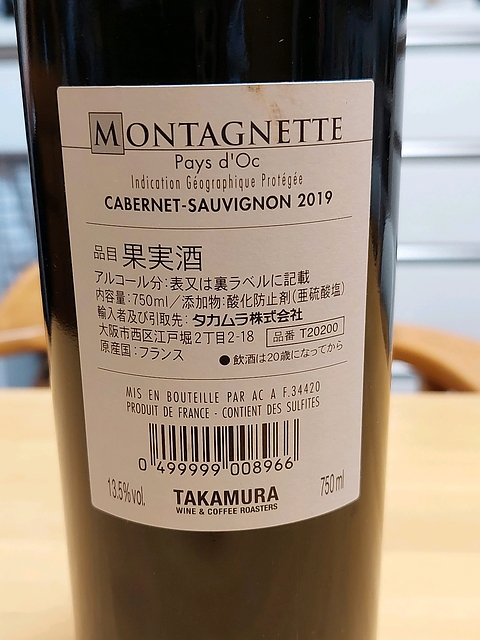 MONTAGNETTE
Pays d'Oc
Indication Géographique Protégée
CABERNET-SAUVIGNON 2019
品目 果実酒
アルコール分:表又は裏ラベルに記載
内容量:750ml/添加物:酸化防止剤(亜硫酸塩)
輸入者及び引取先: タカムラ株式会社
大阪市西区江戸堀2丁目2-18 品番 T20200
原産国:フランス ●飲酒は20歳になってから
MIS EN BOUTEILLE PAR AC A F.34420
PRODUIT DE FRANCE - CONTIENT DES SULFITES
0 499999 008966
13.5%vol. TAKAMURA 750ml
WINE & COFFEE ROASTERS